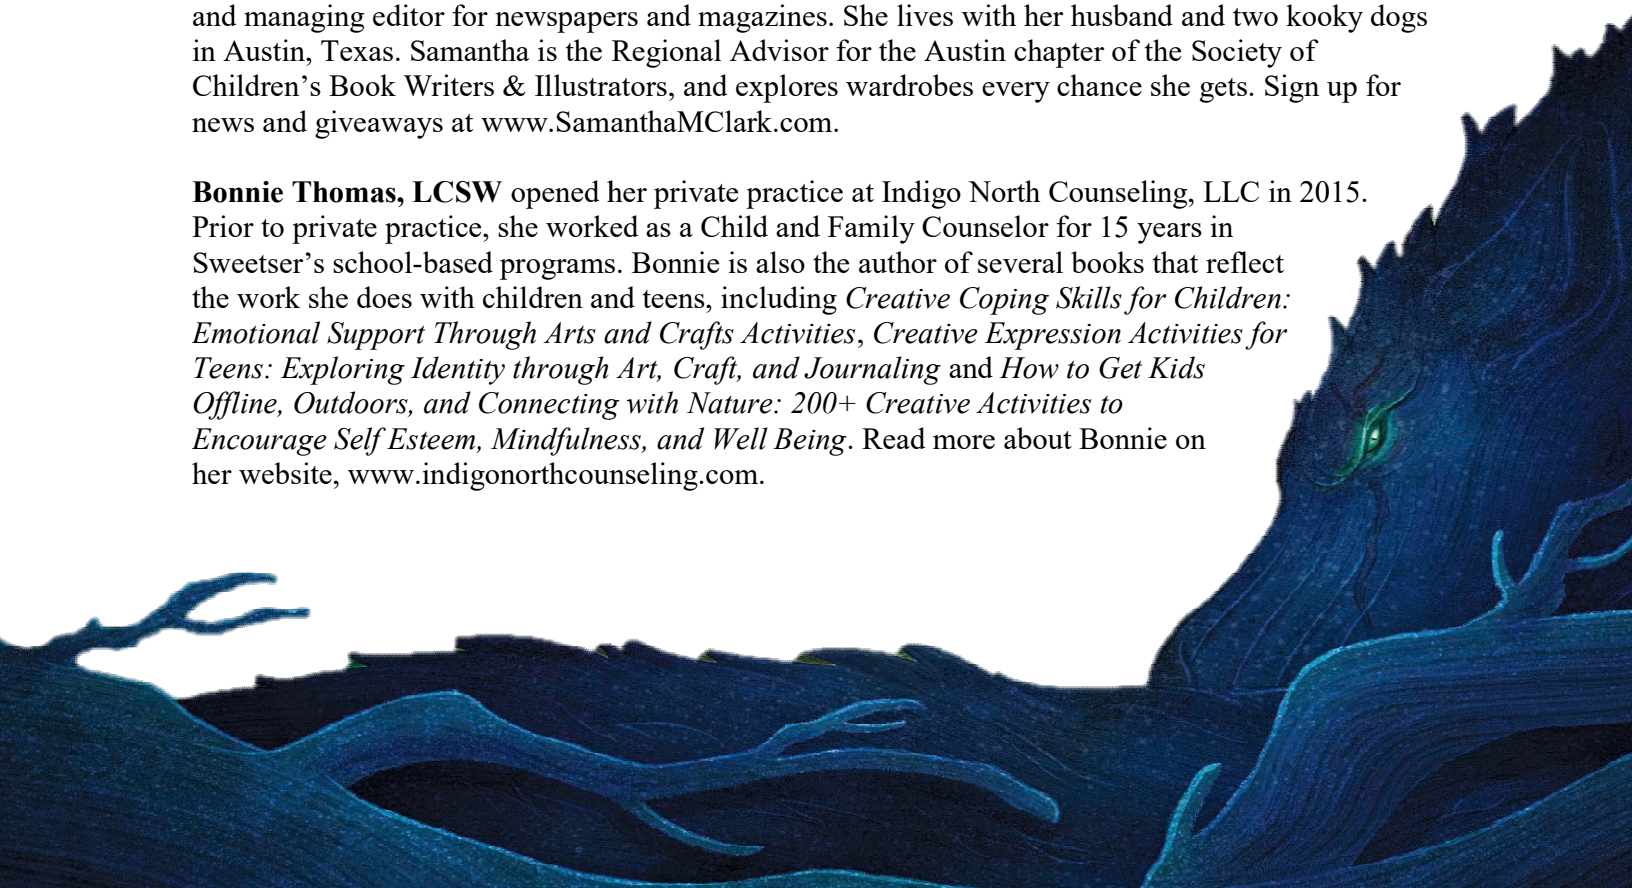 and managing editor for newspapers and magazines. She lives with her husband and two kooky dogs
in Austin, Texas. Samantha is the Regional Advisor for the Austin chapter of the Society of
Children’s Book Writers & Illustrators, and explores wardrobes every chance she gets. Sign up for
news and giveaways at www.SamanthaMClark.com.
Bonnie Thomas, LCSW opened her private practice at Indigo North Counseling, LLC in 2015.
Prior to private practice, she worked as a Child and Family Counselor for 15 years in
Sweetser’s school-based programs. Bonnie is also the author of several books that reflect
the work she does with children and teens, including Creative Coping Skills for Children:
Emotional Support Through Arts and Crafts Activities, Creative Expression Activities for
Teens: Exploring Identity through Art, Craft, and Journaling and How to Get Kids
Offline, Outdoors, and Connecting with Nature: 200+ Creative Activities to
Encourage Self Esteem, Mindfulness, and Well Being. Read more about Bonnie on
her website, www.indigonorthcounseling.com.